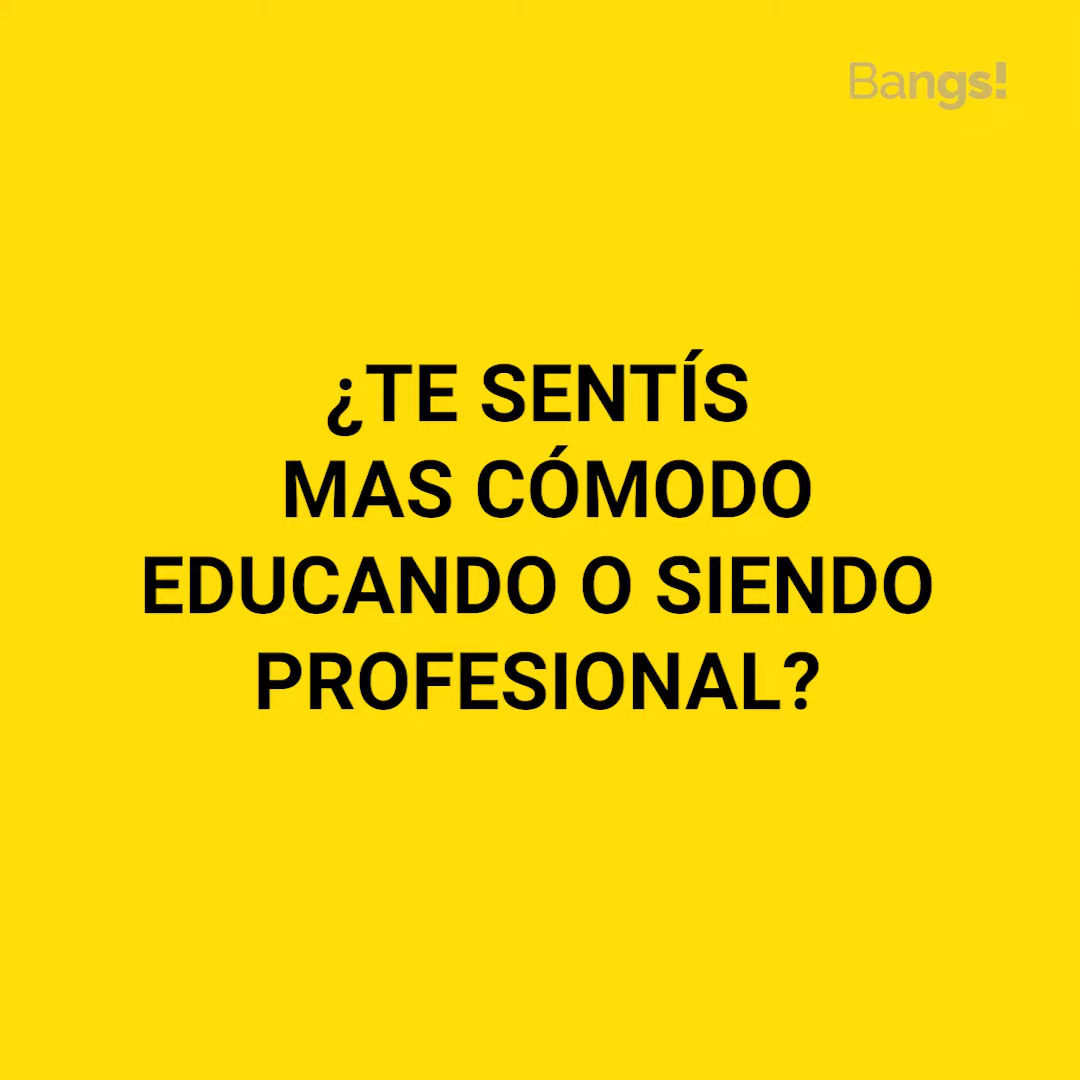 Bangs!
¿TE SENTÍS
MAS CÓMODO
EDUCANDO O SIENDO
PROFESIONAL?